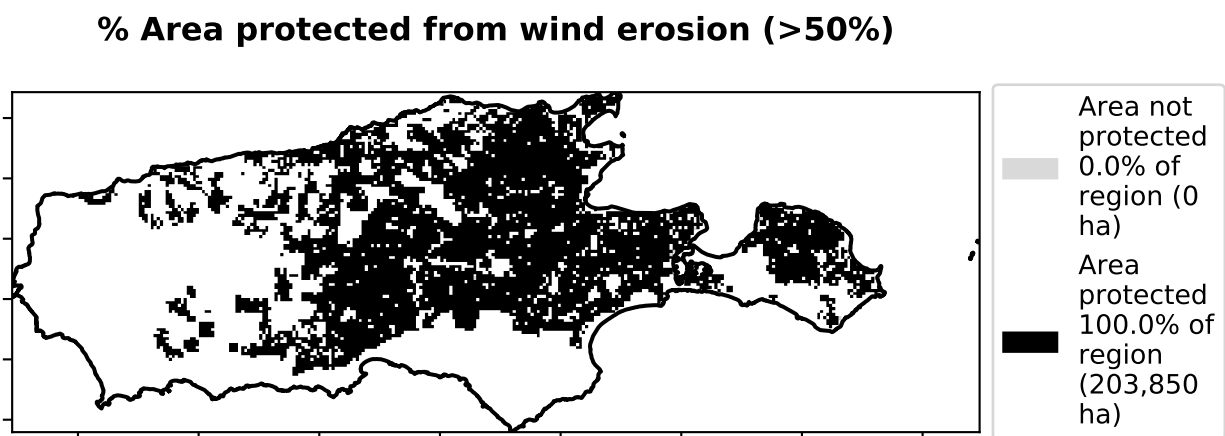 % Area protected from wind erosion (>50%)
Area not
protected
0.0% of
region (0
ha)
Area
protected
100.0% of
region
(203,850
ha)